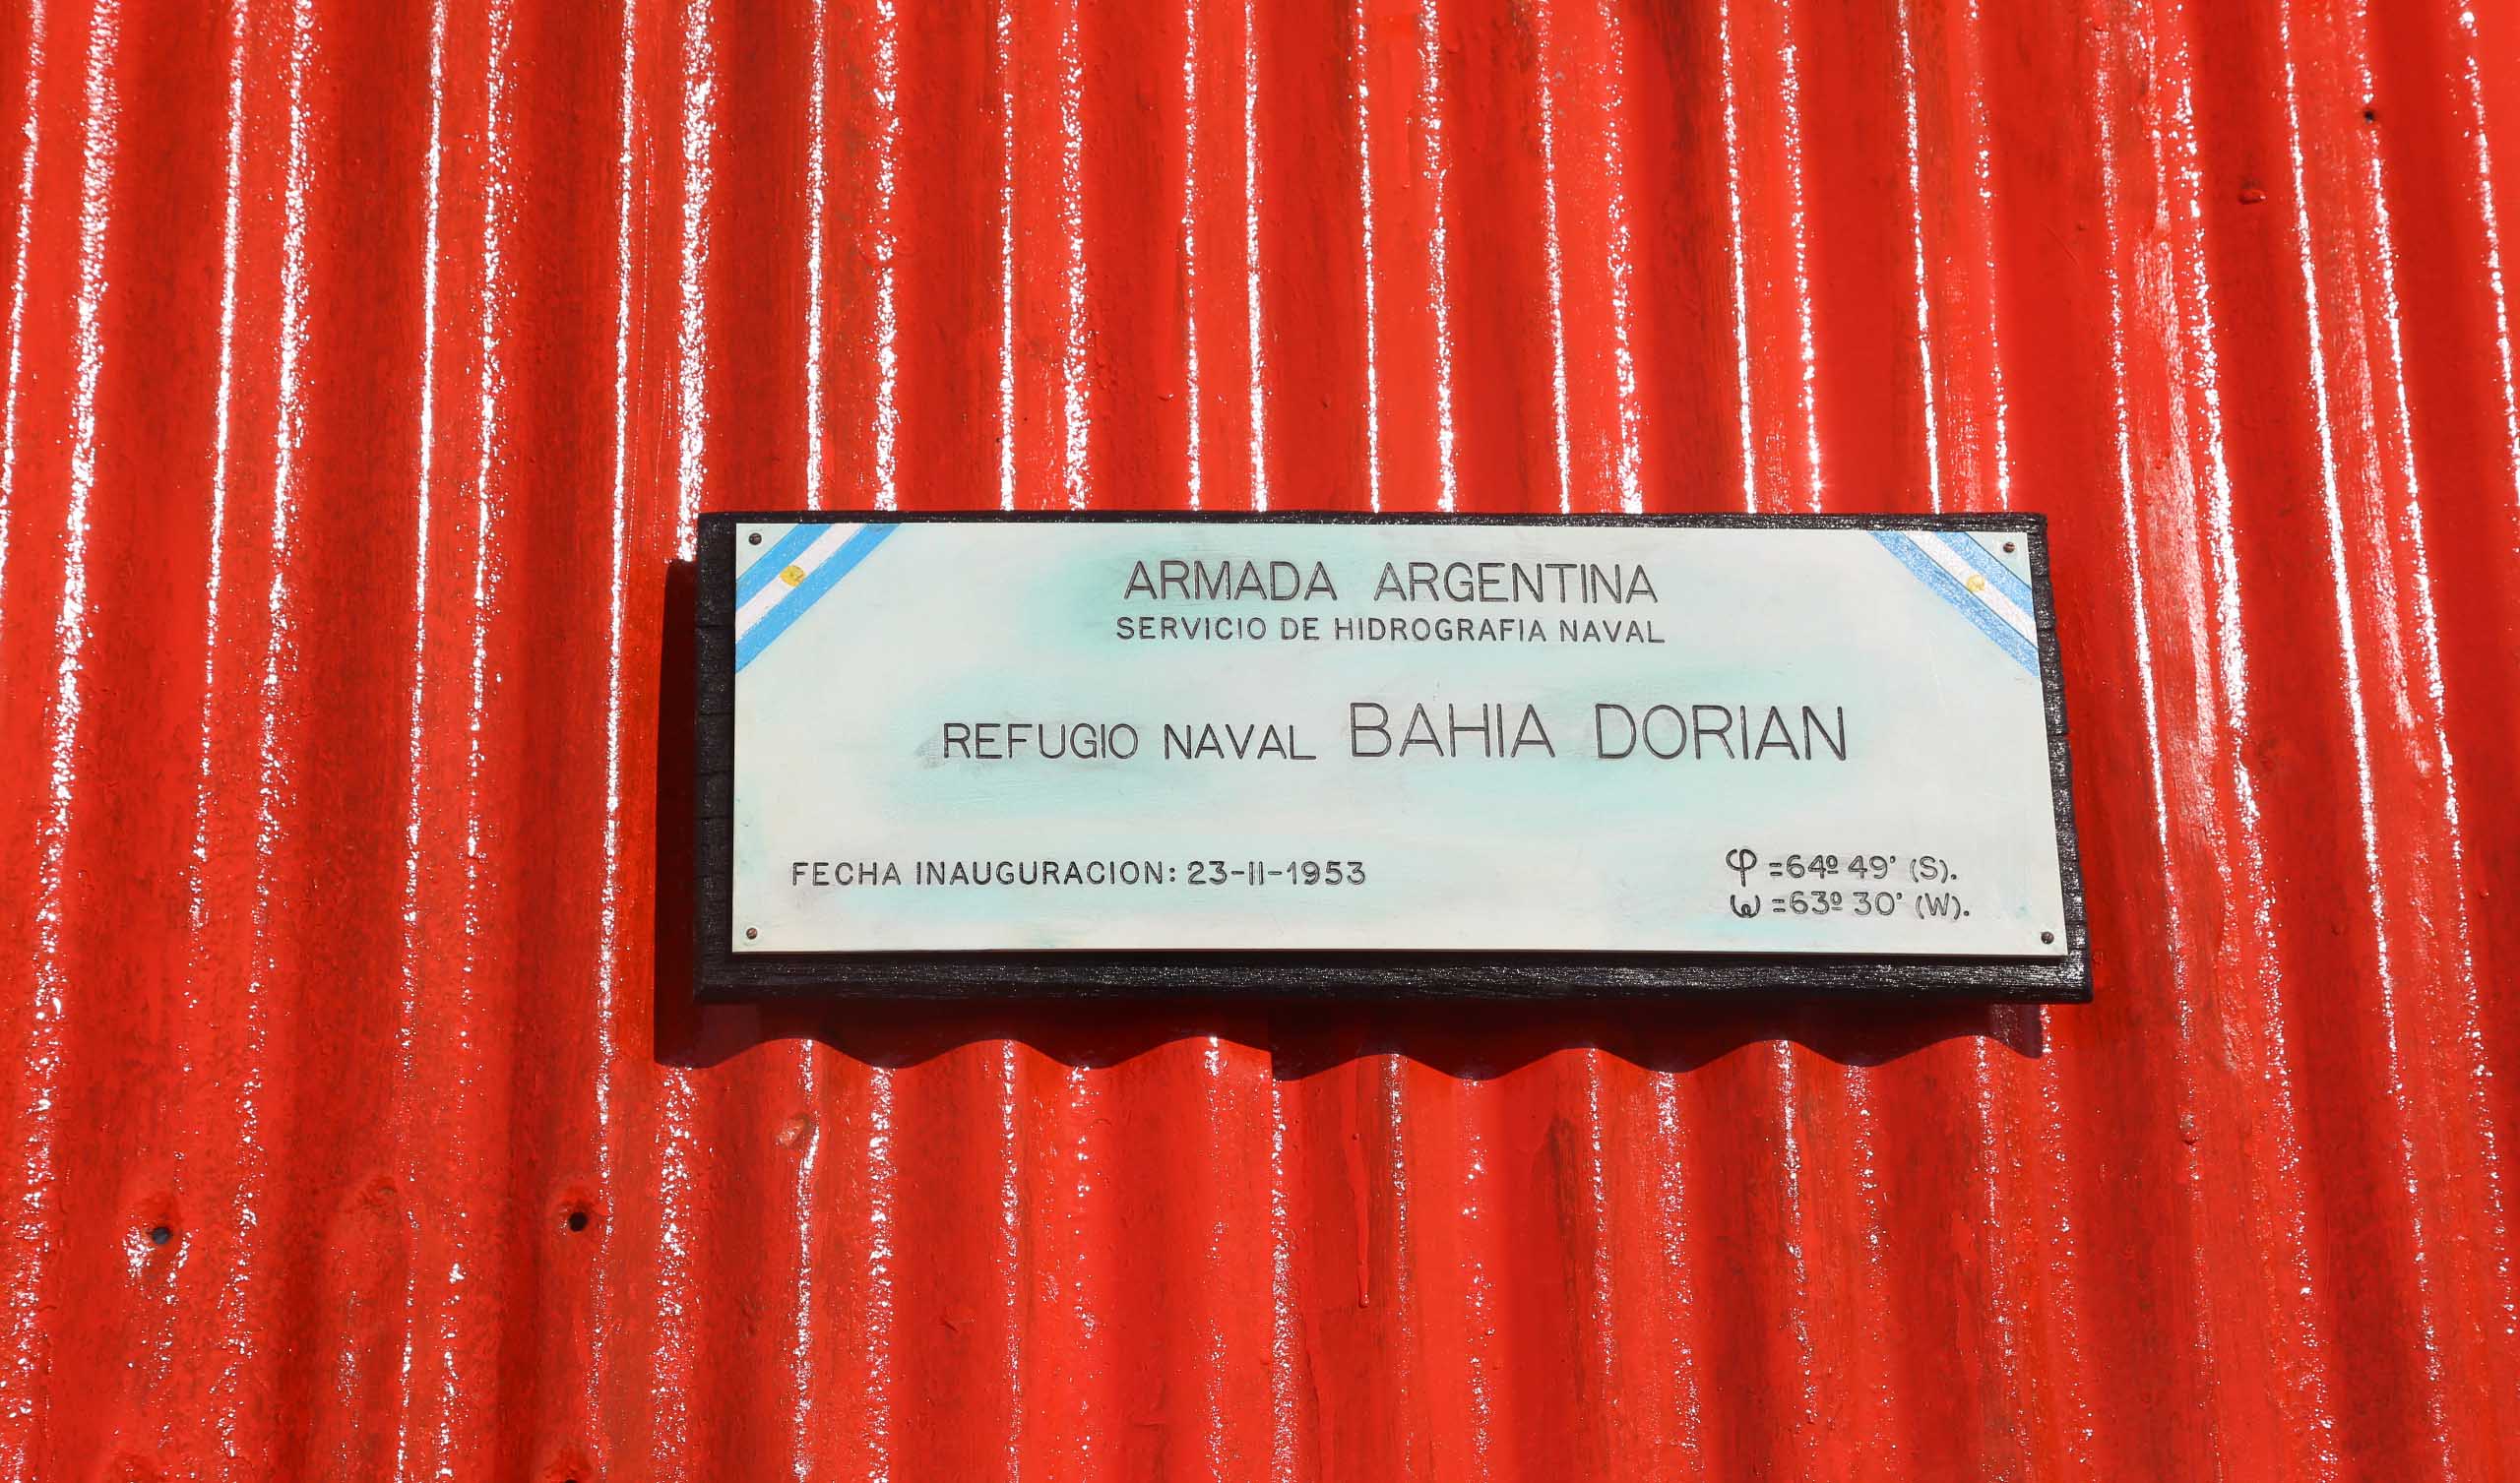 ARMADA ARGENTINA
SERVICIO DE HIDROGRAFIA NAVAL
REFUGIO NAVAL BAHIA DORIAN
FECHA INAUGURACION: 23-II-1953
φ =64º 49' (S).
ω =63º 30' (W).